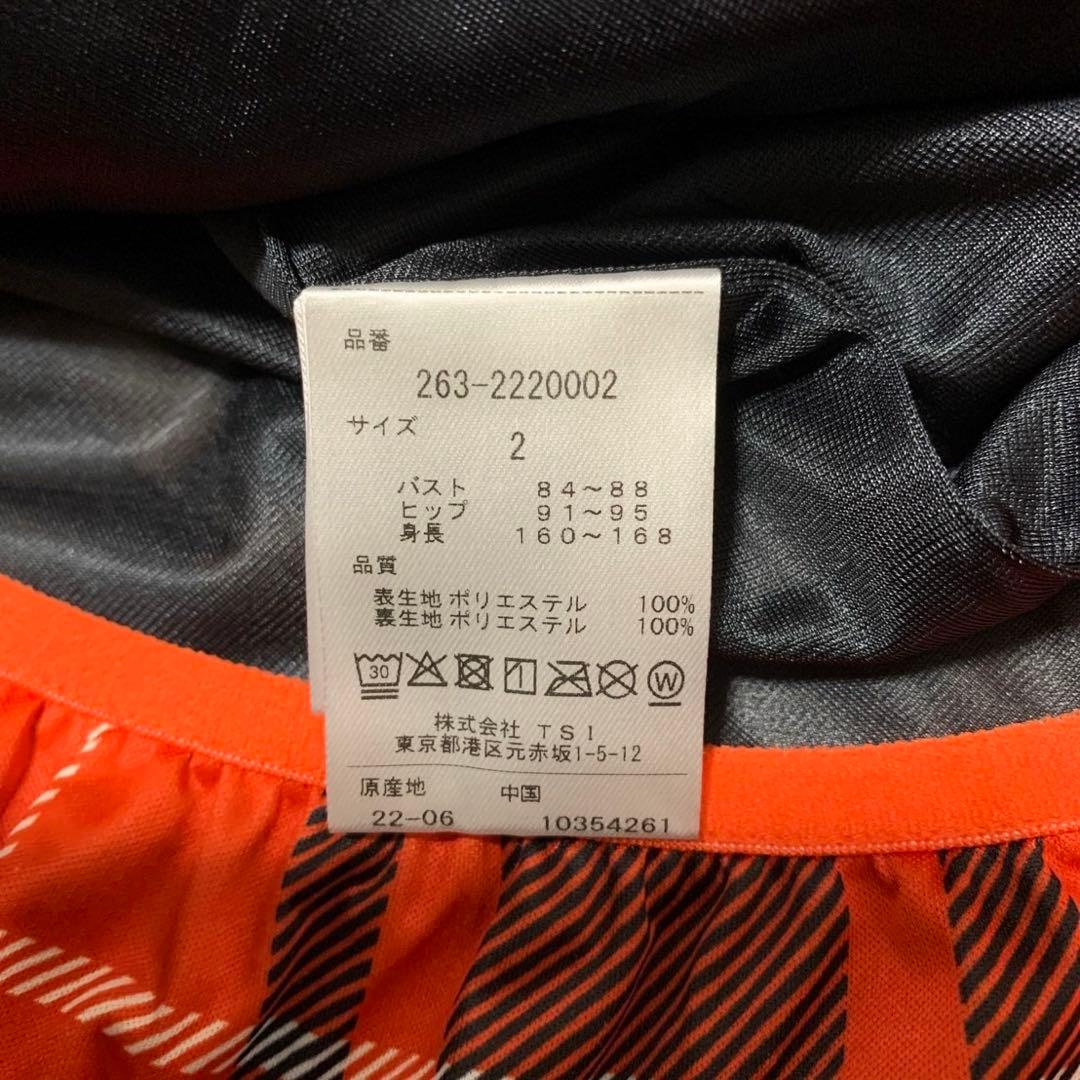 品番
263-2220002
サイズ
2
バスト 84～88
ヒップ 91～95
身長 160～168
品質
表生地 ポリエステル 100%
裏生地 ポリエステル 100%
30 W
株式会社 TSI
東京都港区元赤坂1-5-12
原産地 中国
22-06 10354261